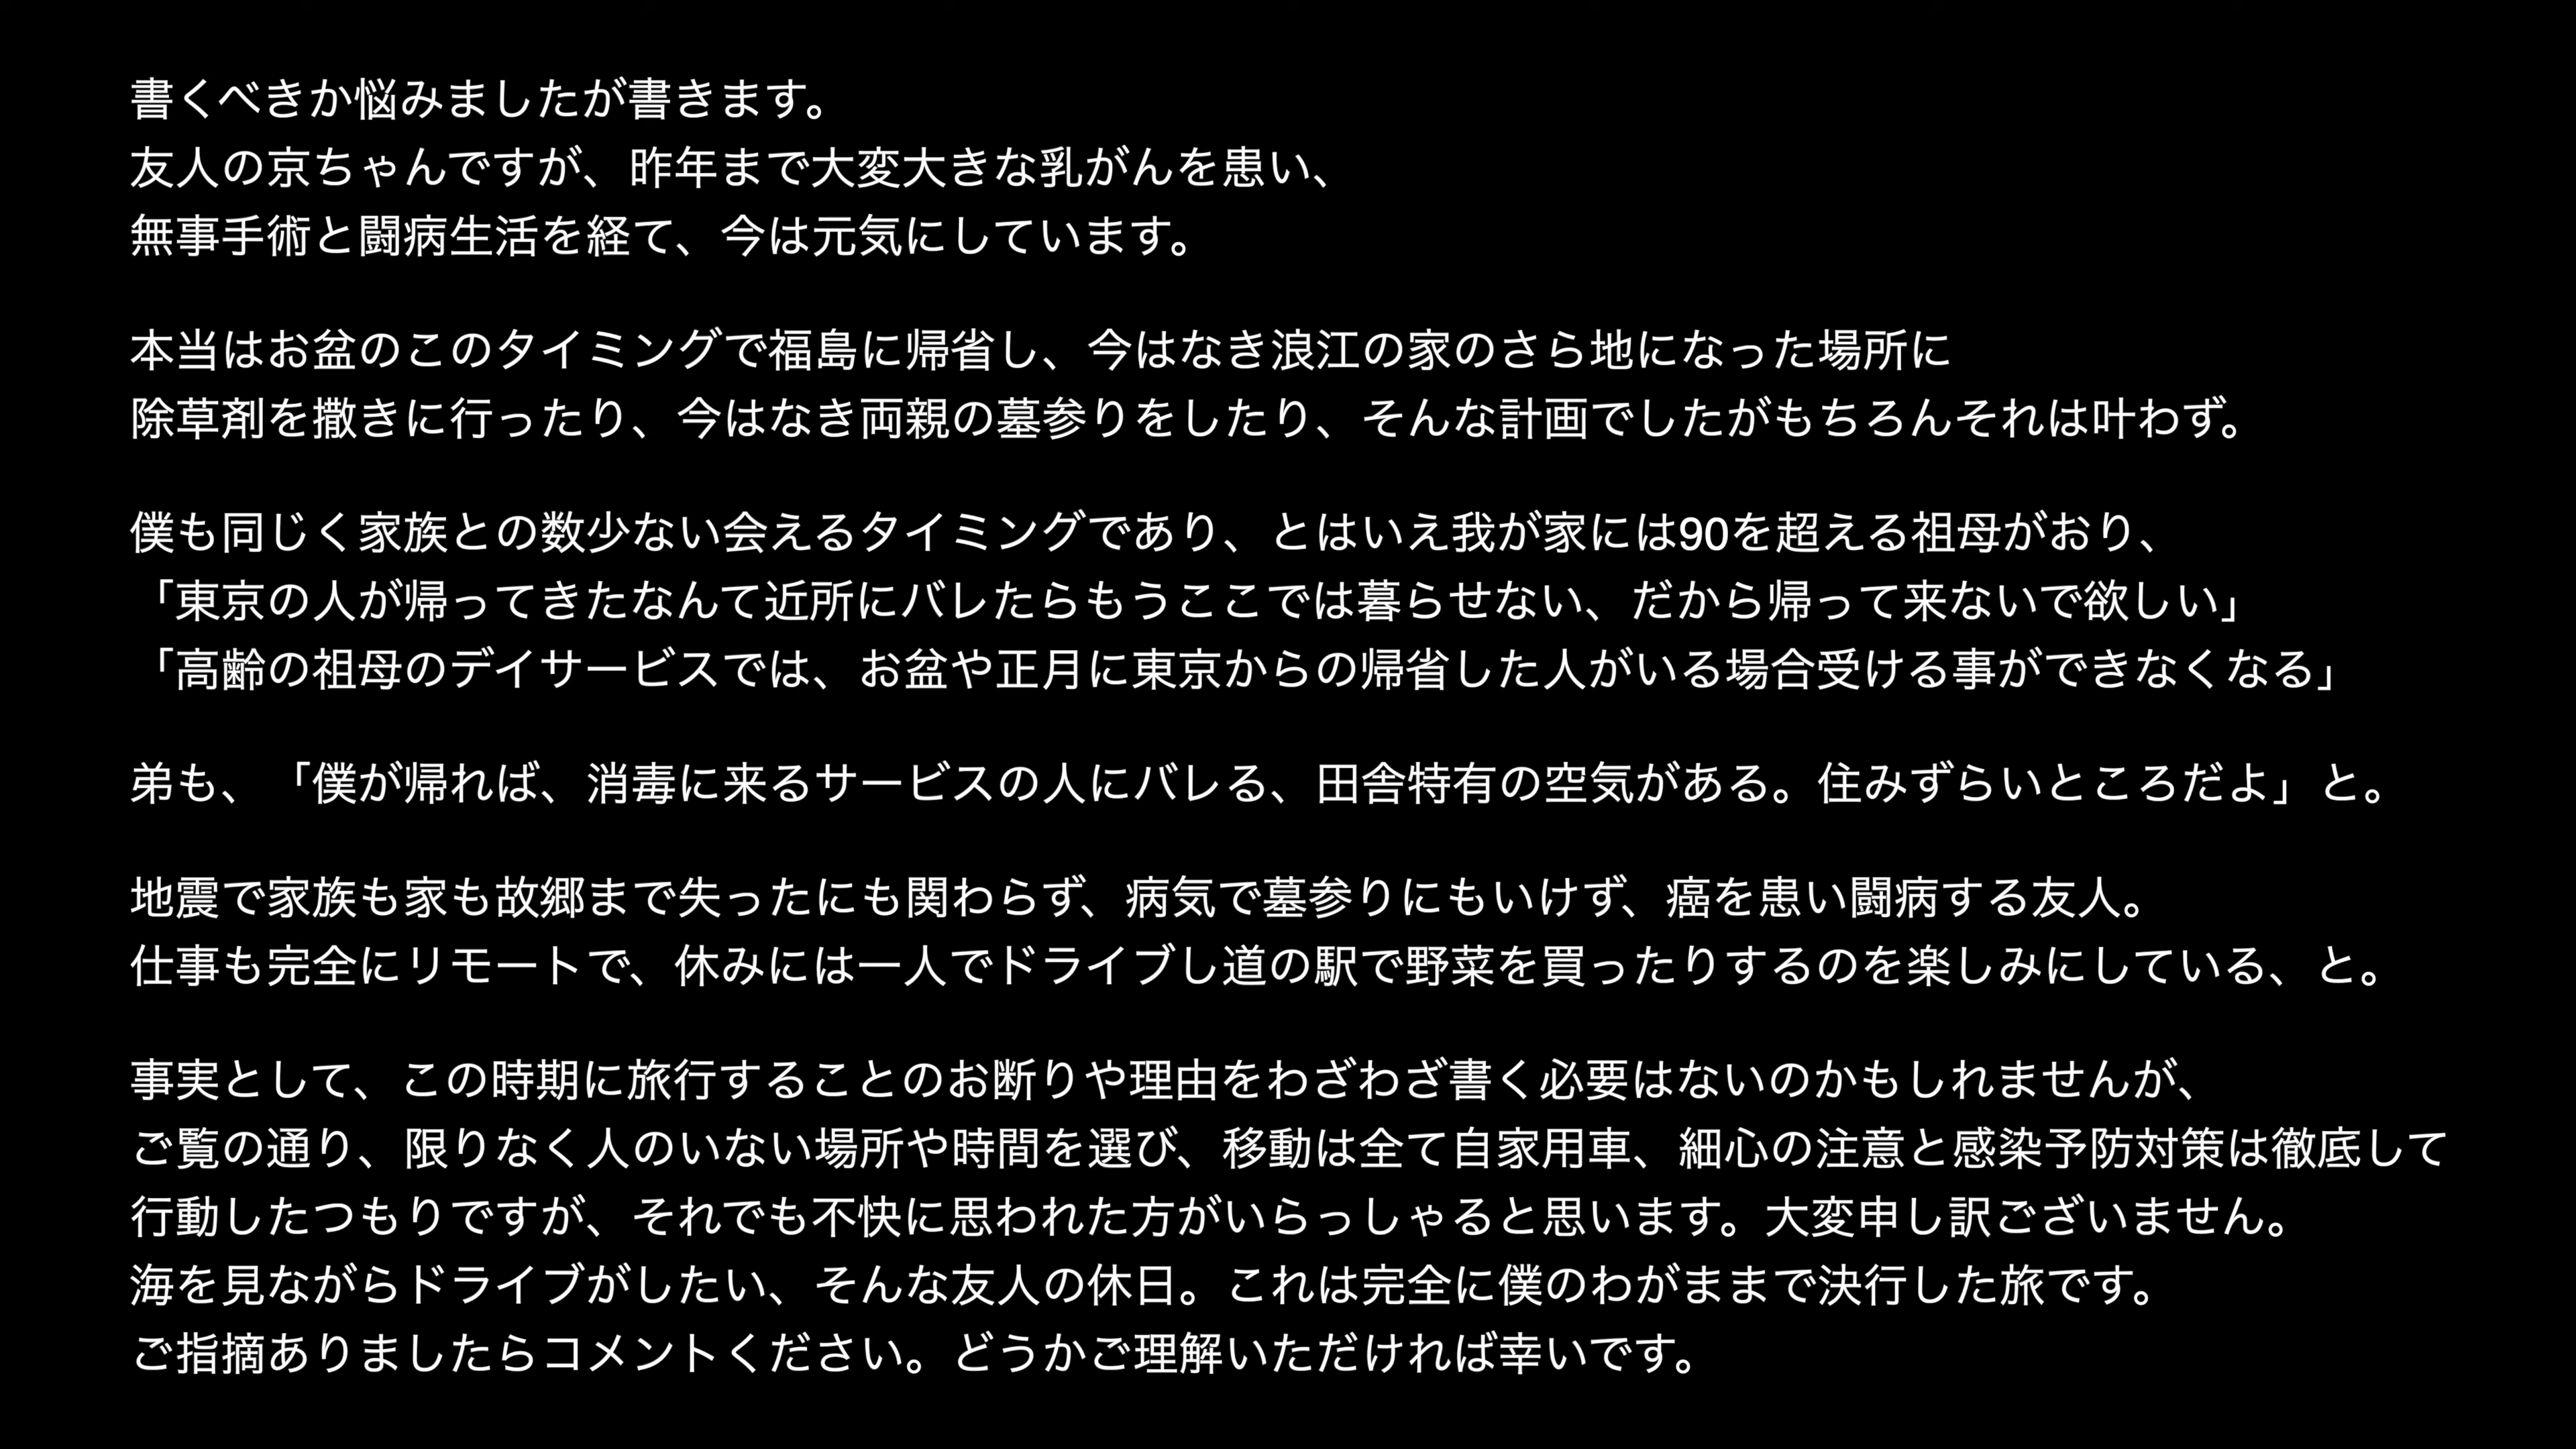 書くべきか悩みましたが書きます。
友人の京ちゃんですが、昨年まで大変大きな乳がんを患い、
無事手術と闘病生活を経て、今は元気にしています。
本当はお盆のこのタイミングで福島に帰省し、今はなき浪江の家のさら地になった場所に
除草剤を撒きに行ったり、今はなき両親の墓参りをしたり、そんな計画でしたがもちろんそれは叶わず。
僕も同じく家族との数少ない会えるタイミングであり、とはいえ我が家には90を超える祖母がおり、
「東京の人が帰ってきたなんて近所にバレたらもうここでは暮らせない、だから帰って来ないで欲しい」
「高齢の祖母のデイサービスでは、お盆や正月に東京からの帰省した人がいる場合受ける事ができなくなる」
弟も、「僕が帰れば、消毒に来るサービスの人にバレる、田舎特有の空気がある。住みずらいところだよ」と。
地震で家族も家も故郷まで失ったにも関わらず、病気で墓参りにもいけず、癌を患い闘病する友人。
仕事も完全にリモートで、休みには一人でドライブし道の駅で野菜を買ったりするのを楽しみにしている、と。
事実として、この時期に旅行することのお断りや理由をわざわざ書く必要はないのかもしれませんが、
ご覧の通り、限りなく人のいない場所や時間を選び、移動は全て自家用車、細心の注意と感染予防対策は徹底して
行動したつもりですが、それでも不快に思われた方がいらっしゃると思います。大変申し訳ございません。
海を見ながらドライブがしたい、そんな友人の休日。これは完全に僕のわがままで決行した旅です。
ご指摘ありましたらコメントください。どうかご理解いただければ幸いです。